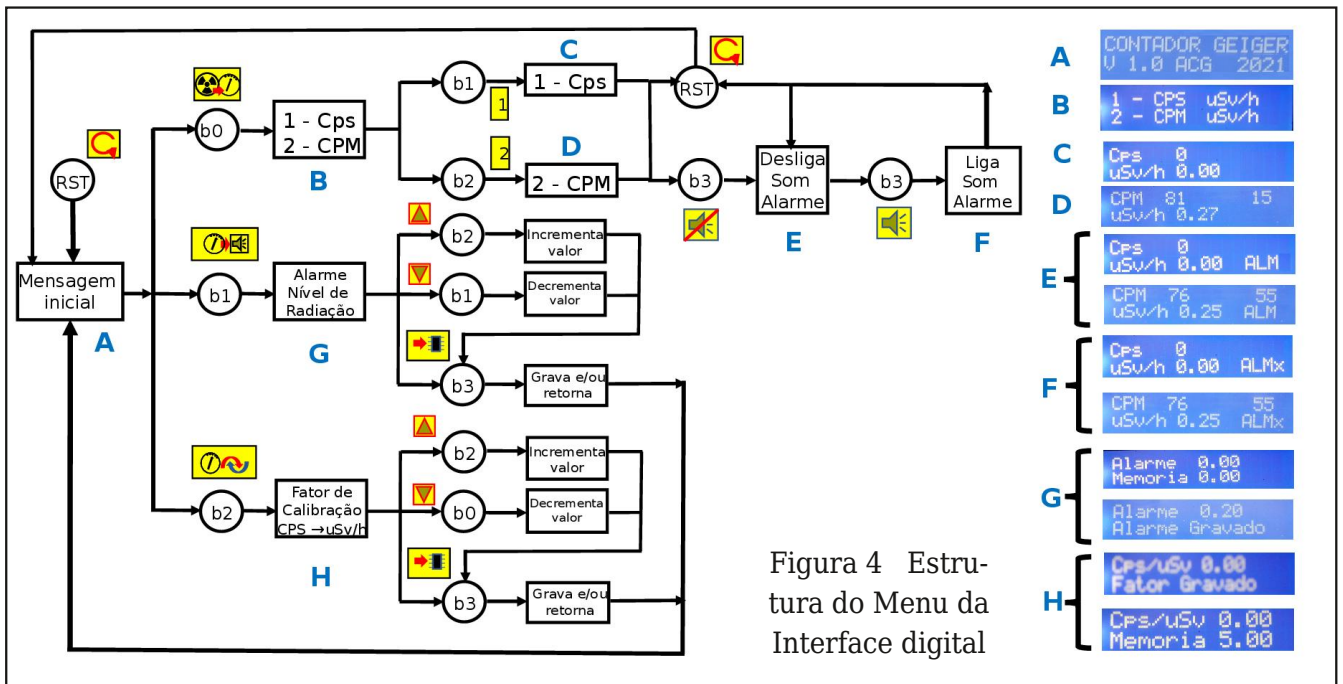 C
RST
A
CONTADOR GEIGER
V 1.0 ACG 2021
b0
1 - Cps
2 - CPM
B
b1
1
1 - Cps
B
1 - CPS uSv/h
2 - CPM uSv/h
RST
b2
2
D
2 - CPM
b3
Desliga
Som
Alarme
E
b3
Liga
Som
Alarme
F
C
Cps 0
uSv/h 0.00
D
CPM 81 15
uSv/h 0.27
Mensagem
inicial
A
b1
Alarme
Nível de
Radiação
G
b2
Incrementa
valor
b1
Decrementa
valor
b3
Grava e/ou
retorna
E
Cps 0
uSv/h 0.00 ALM
CPM 76 55
uSv/h 0.25 ALM
F
Cps 0
uSv/h 0.00 ALMx
CPM 76 55
uSv/h 0.25 ALMx
b2
Fator de
Calibração
CPS →uSv/h
H
b2
Incrementa
valor
b0
Decrementa
valor
b3
Grava e/ou
retorna
G
Alarme 0.00
Memoria 0.00
Alarme 0.20
Alarme Gravado
H
Cps/uSv 0.00
Fator Gravado
Cps/uSv 0.00
Memoria 5.00
Figura 4 Estru-
tura do Menu da
Interface digital